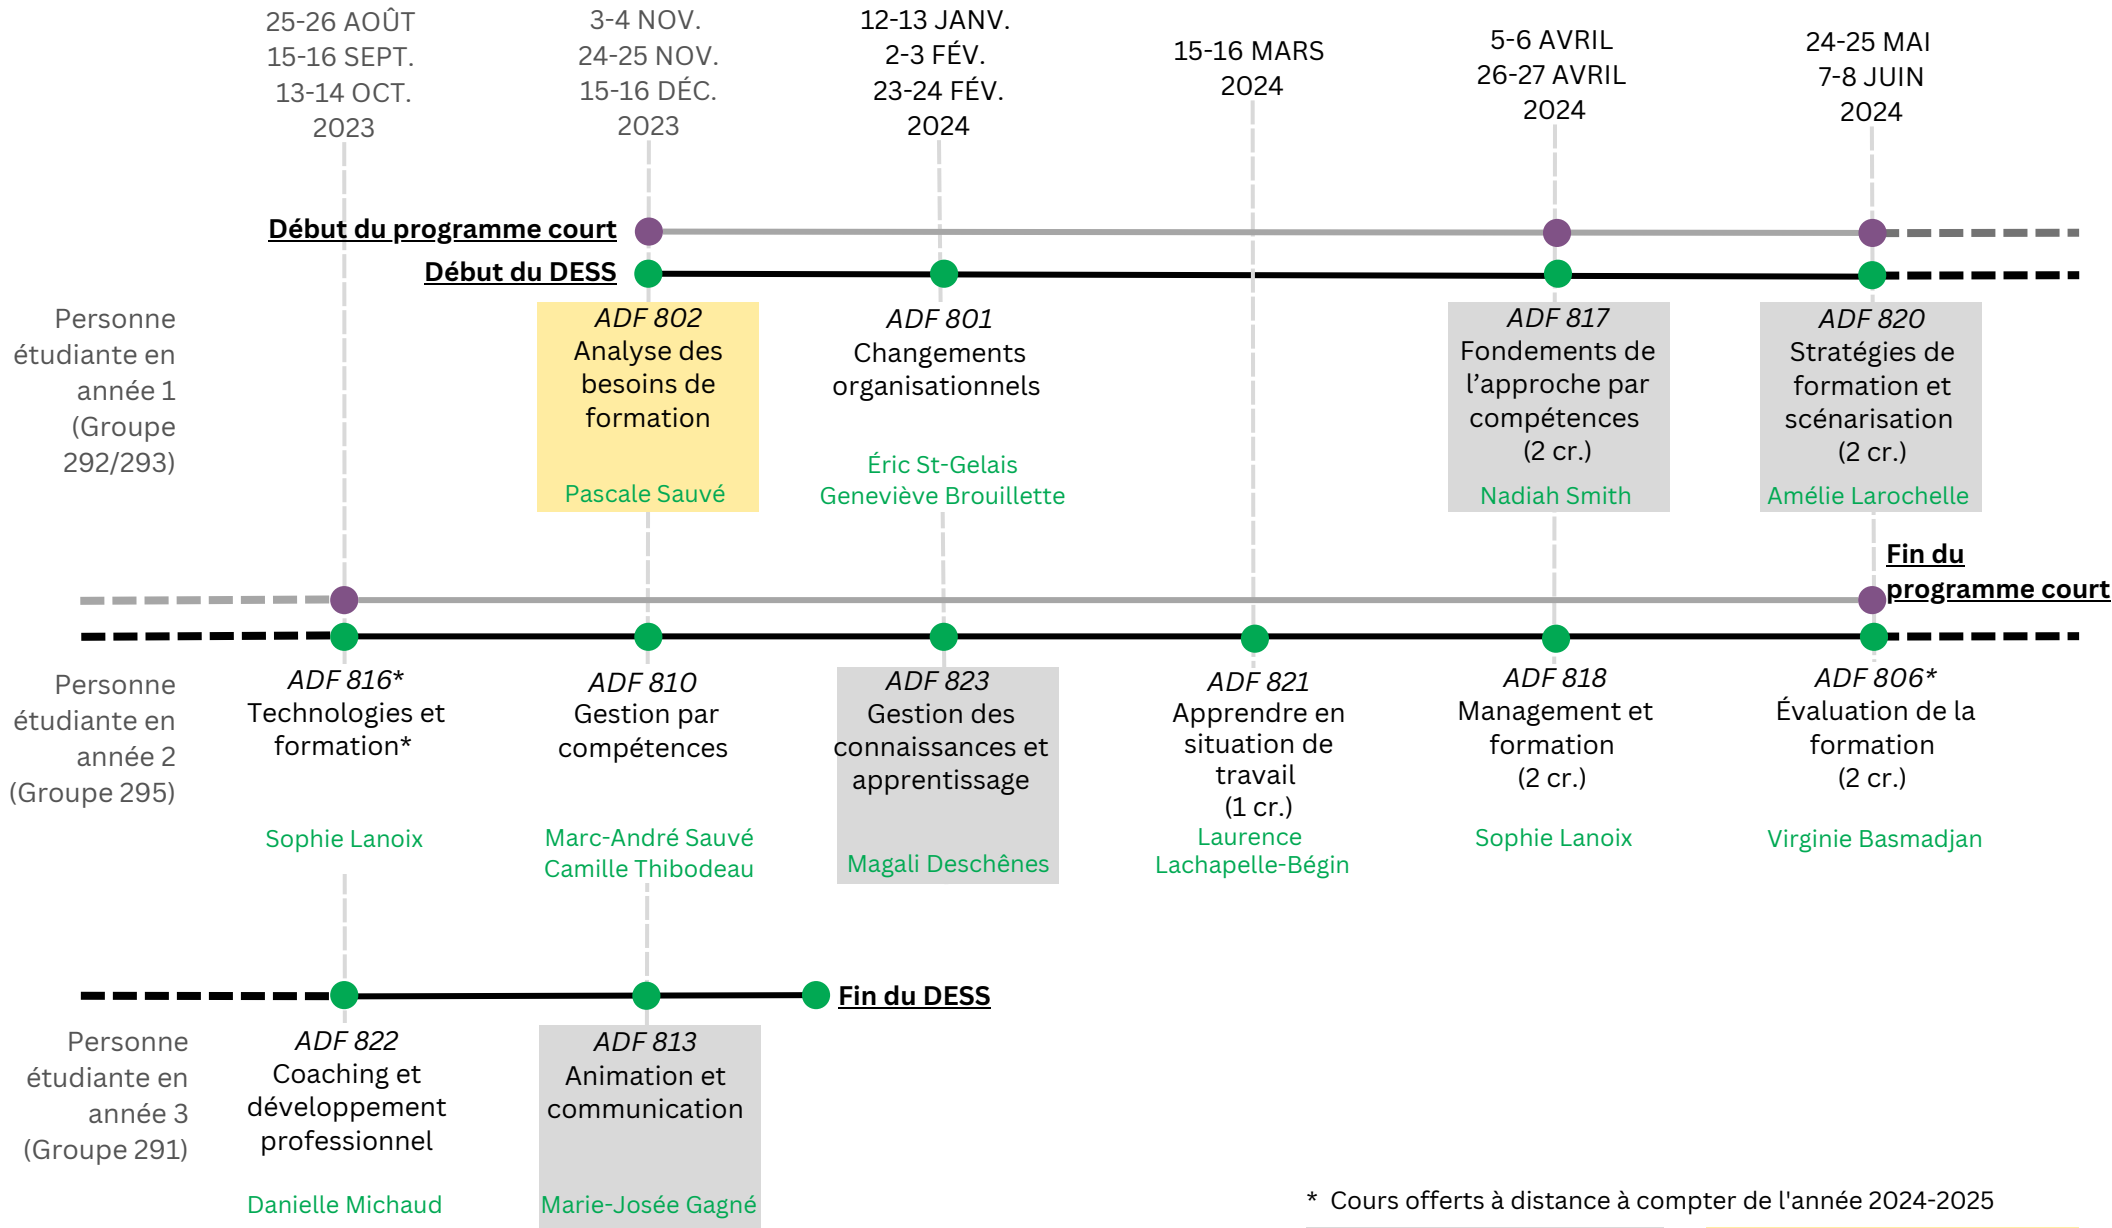 25-26 AOÛT
15-16 SEPT.
13-14 OCT.
2023
3-4 NOV.
24-25 NOV.
15-16 DÉC.
2023
12-13 JANV.
2-3 FÉV.
23-24 FÉV.
2024
15-16 MARS
2024
5-6 AVRIL
26-27 AVRIL
2024
24-25 MAI
7-8 JUIN
2024
Début du programme court
Début du DESS
Personne
étudiante en
année 1
(Groupe
292/293)
ADF 802
Analyse des
besoins de
formation
Pascale Sauvé
ADF 801
Changements
organisationnels
Éric St-Gelais
Geneviève Brouillette
ADF 817
Fondements de
l’approche par
compétences
(2 cr.)
Nadiah Smith
ADF 820
Stratégies de
formation et
scénarisation
(2 cr.)
Amélie Larochelle
Fin du
programme court
Personne
étudiante en
année 2
(Groupe 295)
ADF 816*
Technologies et
formation*
Sophie Lanoix
ADF 810
Gestion par
compétences
Marc-André Sauvé
Camille Thibodeau
ADF 823
Gestion des
connaissances et
apprentissage
Magali Deschênes
ADF 821
Apprendre en
situation de
travail
(1 cr.)
Laurence
Lachapelle-Bégin
ADF 818
Management et
formation
(2 cr.)
Sophie Lanoix
ADF 806*
Évaluation de la
formation
(2 cr.)
Virginie Basmadjan
Fin du DESS
Personne
étudiante en
année 3
(Groupe 291)
ADF 822
Coaching et
développement
professionnel
Danielle Michaud
ADF 813
Animation et
communication
Marie-Josée Gagné
* Cours offerts à distance à compter de l'année 2024-2025